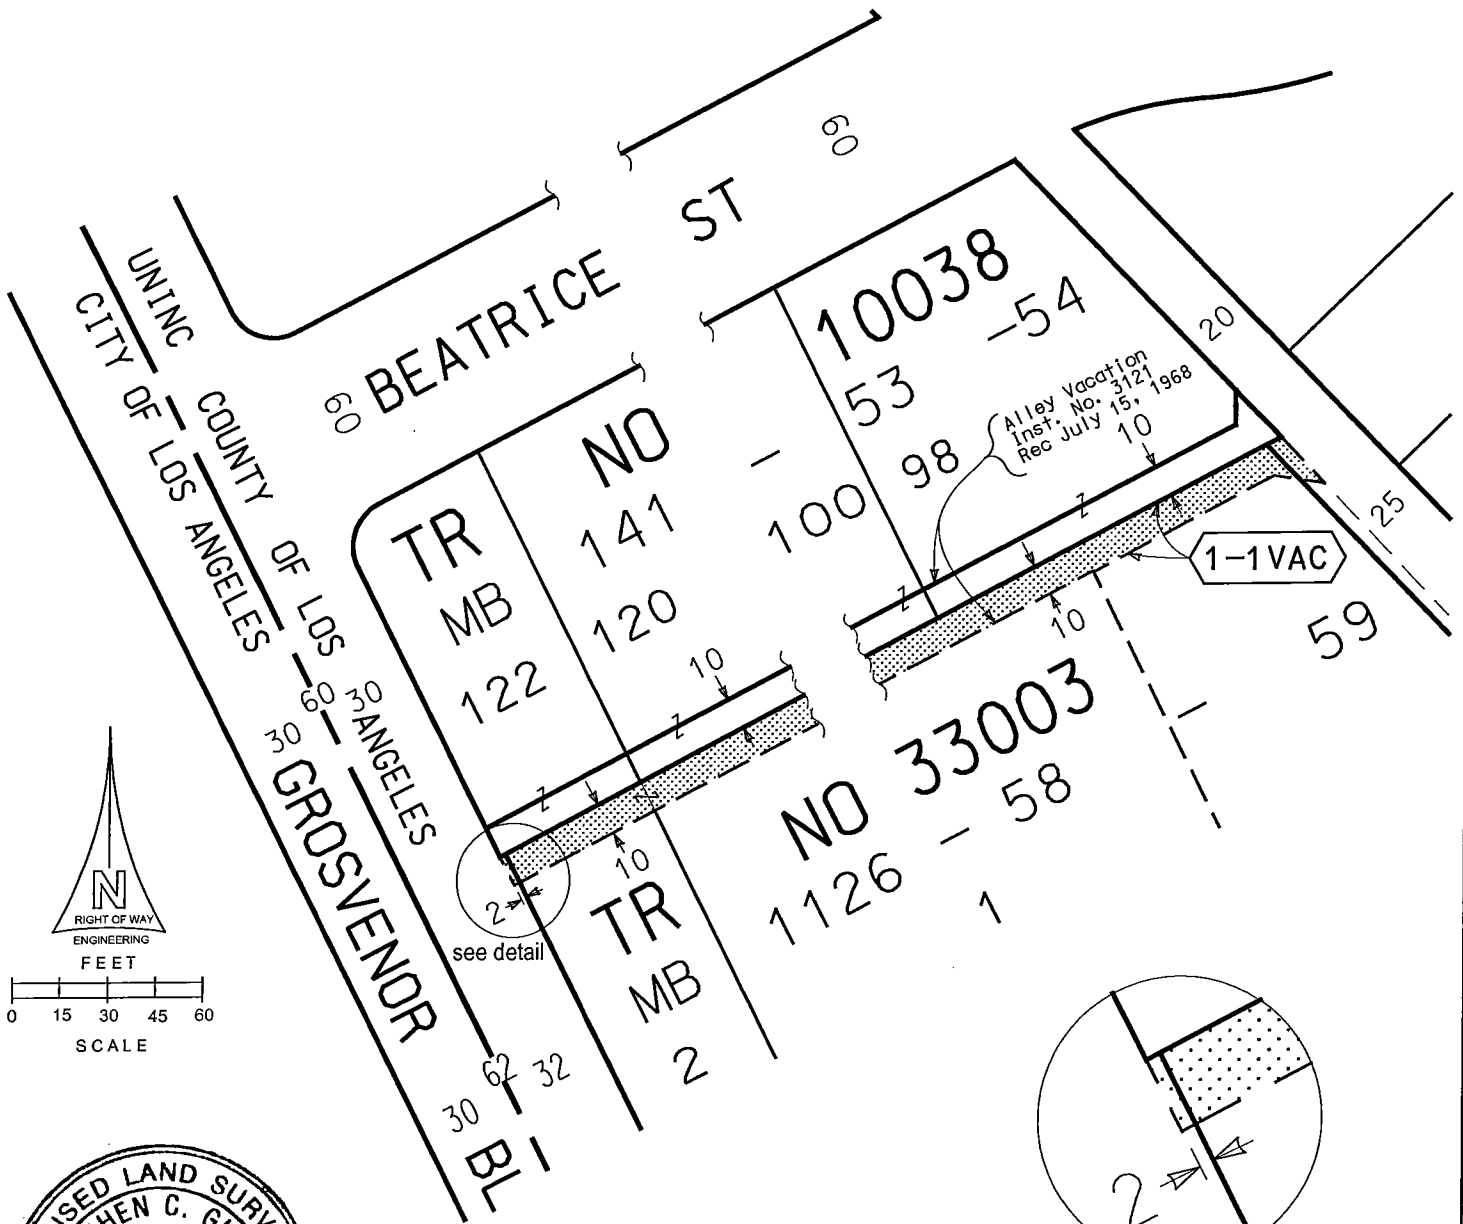 60
BEATRICE ST
60
UNINC COUNTY OF LOS ANGELES
CITY OF LOS ANGELES
TR NO 10038
MB 141 - 53 -54
122
120
100
98
Alley Vacation
Inst. No. 3121
Rec July 15, 1968
10
20
25
1-1VAC
10
59
10
10
60
30
30
GROSVENOR BL
2
see detail
TR NO 33003
MB 1126 - 58 -
2
1
62
32
30
N
RIGHT OF WAY
ENGINEERING
FEET
0 15 30 45 60
SCALE
2